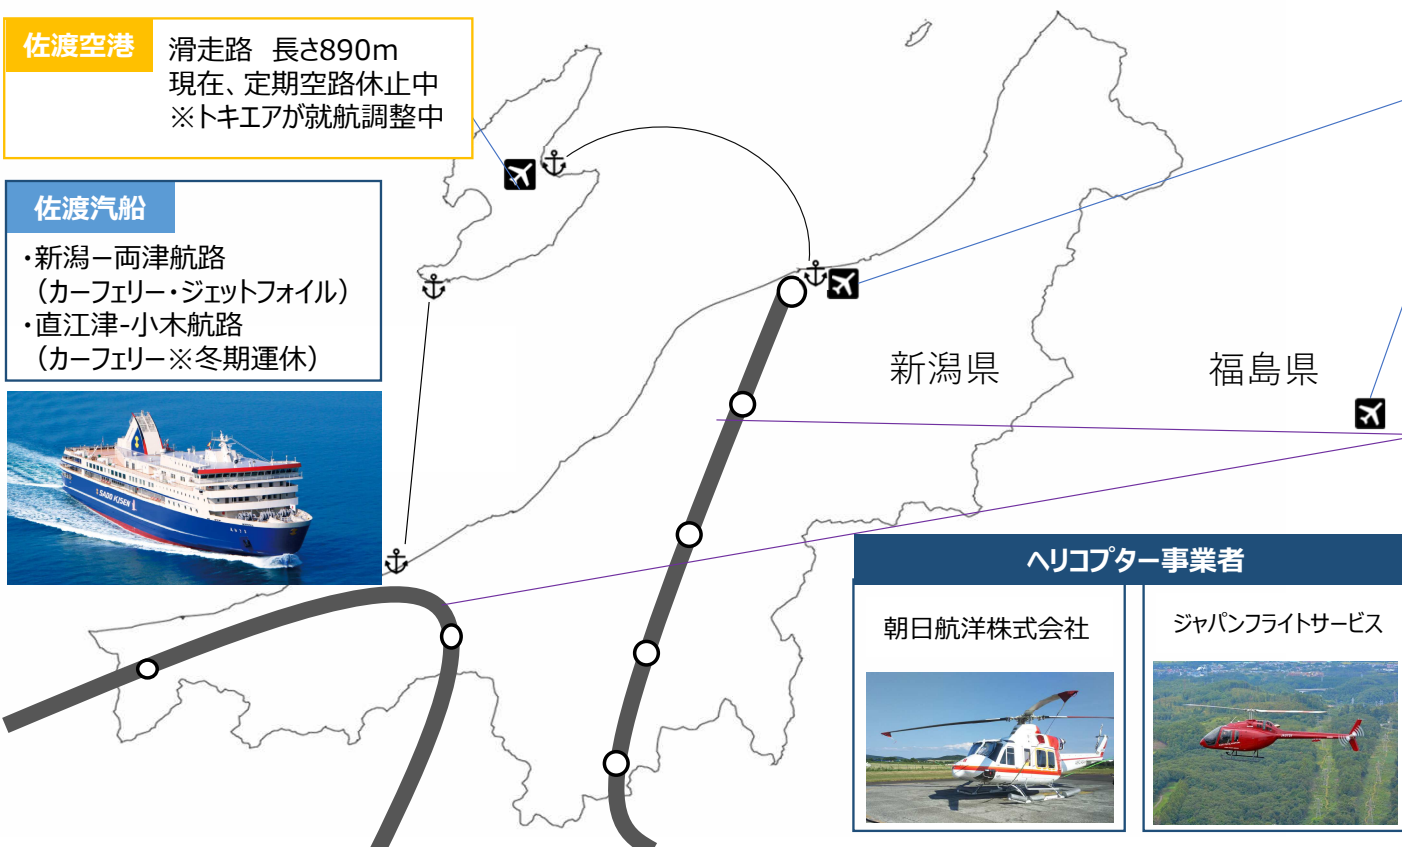 佐渡空港
滑走路 長さ890m
現在、定期空路休止中
※トキエアが就航調整中
佐渡汽船
・新潟ー両津航路
（カーフェリー・ジェットフォイル）
・直江津-小木航路
（カーフェリー※冬期運休）
SADO KISEN
新潟県
福島県
ヘリコプター事業者
朝日航洋株式会社
ジャパンフライトサービス